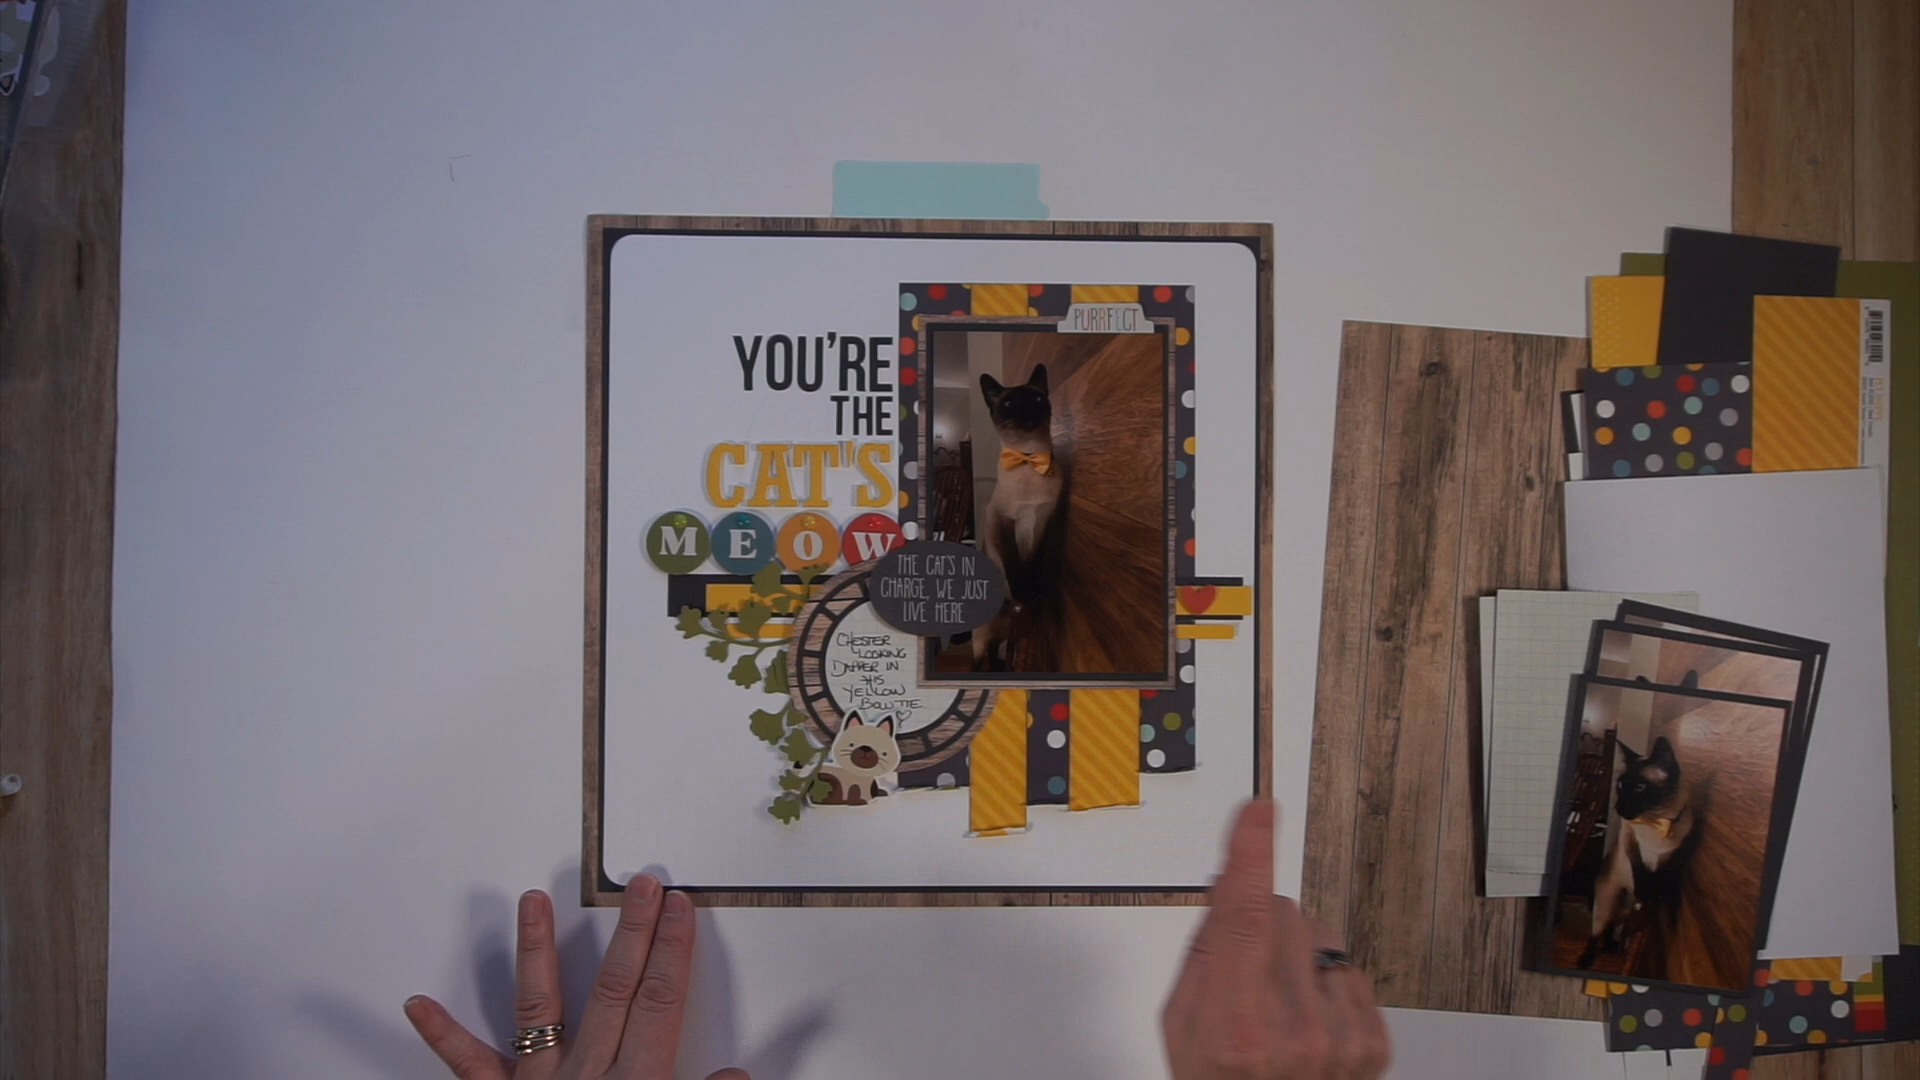 YOU'RE
THE
CAT'S
MEOW
PURRFECT
THE CAT'S IN
CHARGE, WE JUST
LIVE HERE
CHESTER
LOOKING
DAPPER IN
HIS
YELLOW
BOWTIE